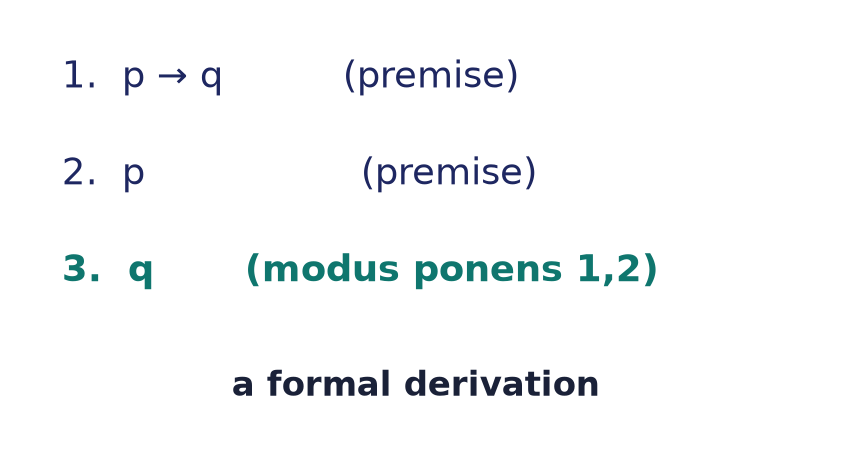 1. p → q (premise)
2. p (premise)
3. q (modus ponens 1,2)
a formal derivation